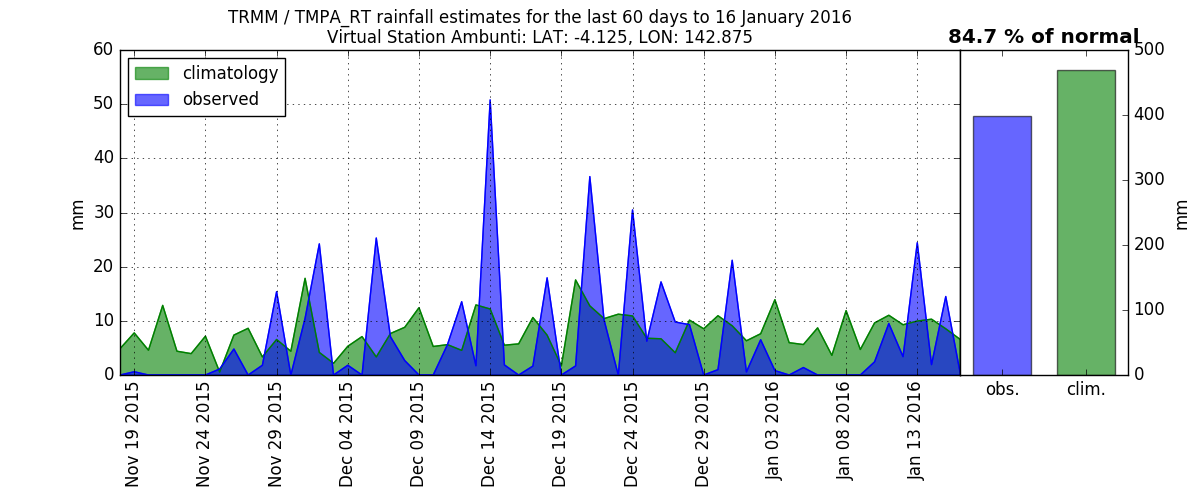 TRMM / TMPA_RT rainfall estimates for the last 60 days to 16 January 2016
Virtual Station Ambunti: LAT: -4.125, LON: 142.875
84.7 % of normal
climatology
observed
60
50
40
30
20
10
0
mm
500
400
300
200
100
0
mm
Nov 19 2015
Nov 24 2015
Nov 29 2015
Dec 04 2015
Dec 09 2015
Dec 14 2015
Dec 19 2015
Dec 24 2015
Dec 29 2015
Jan 03 2016
Jan 08 2016
Jan 13 2016
obs.
clim.